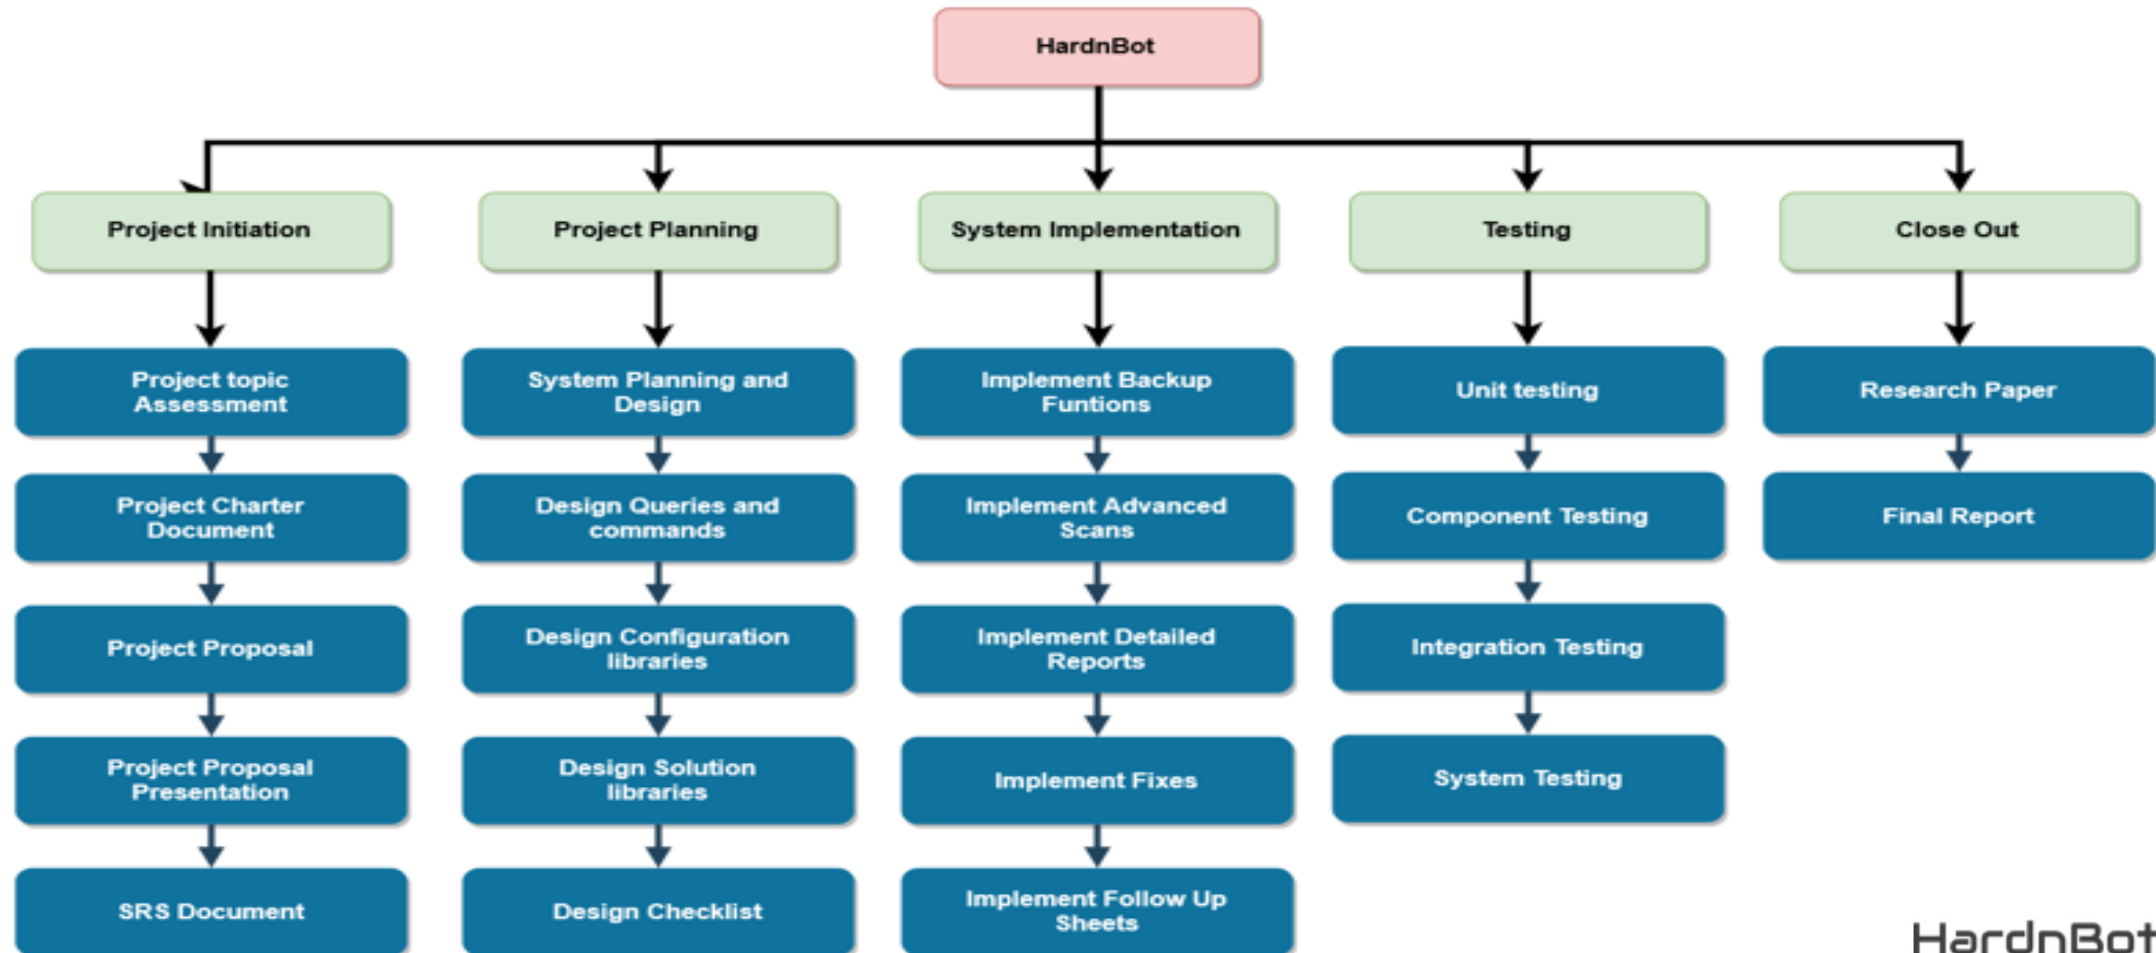 HardnBot
Project Initiation
Project Planning
System Implementation
Testing
Close Out
Project topic
Assessment
Project Charter
Document
Project Proposal
Project Proposal
Presentation
SRS Document
System Planning and
Design
Design Queries and
commands
Design Configuration
libraries
Design Solution
libraries
Design Checklist
Implement Backup
Funtions
Implement Advanced
Scans
Implement Detailed
Reports
Implement Fixes
Implement Follow Up
Sheets
Unit testing
Component Testing
Integration Testing
System Testing
Research Paper
Final Report
HardnBot